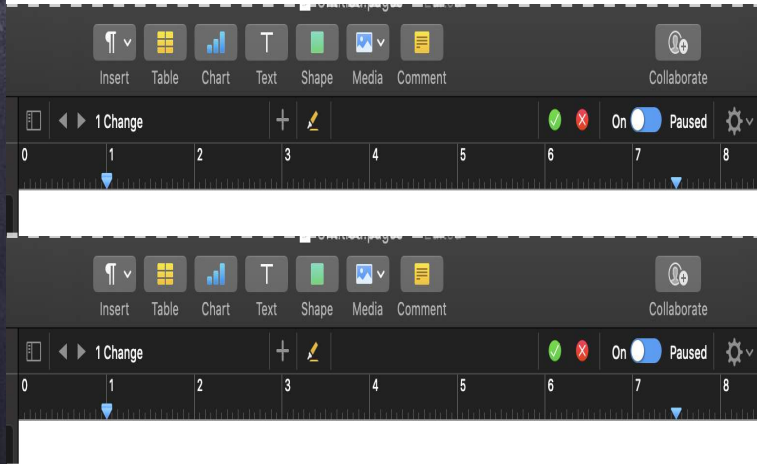 Insert Table Chart Text Shape Media Comment Collaborate
1 Change On Paused
0 1 2 3 4 5 6 7 8
Insert Table Chart Text Shape Media Comment Collaborate
1 Change On Paused
0 1 2 3 4 5 6 7 8